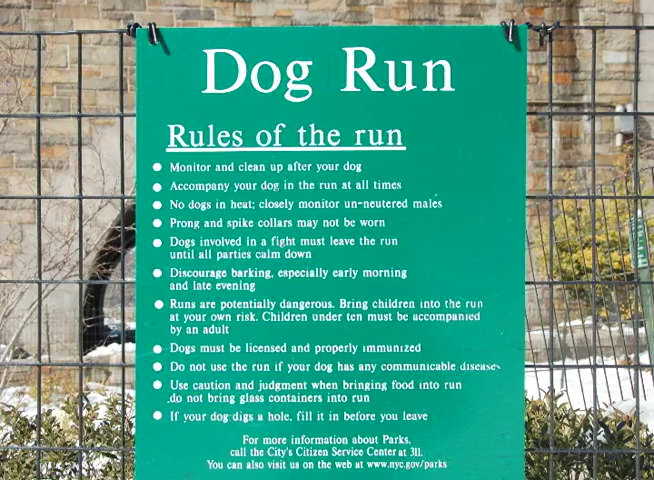 Dog Run
Rules of the run
Monitor and clean up after your dog
Accompany your dog in the run at all times
No dogs in heat; closely monitor un-neutered males
Prong and spike collars may not be worn
Dogs involved in a fight must leave the run
until all parties calm down
Discourage barking, especially early morning
and late evening
Runs are potentially dangerous. Bring children into the run
at your own risk. Children under ten must be accompanied
by an adult
Dogs must be licensed and properly immunized
Do not use the run if your dog has any communicable diseases
Use caution and judgment when bringing food into run
do not bring glass containers into run
If your dog digs a hole, fill it in before you leave
For more information about Parks,
call the City's Citizen Service Center at 311.
You can also visit us on the web at www.nyc.gov/parks